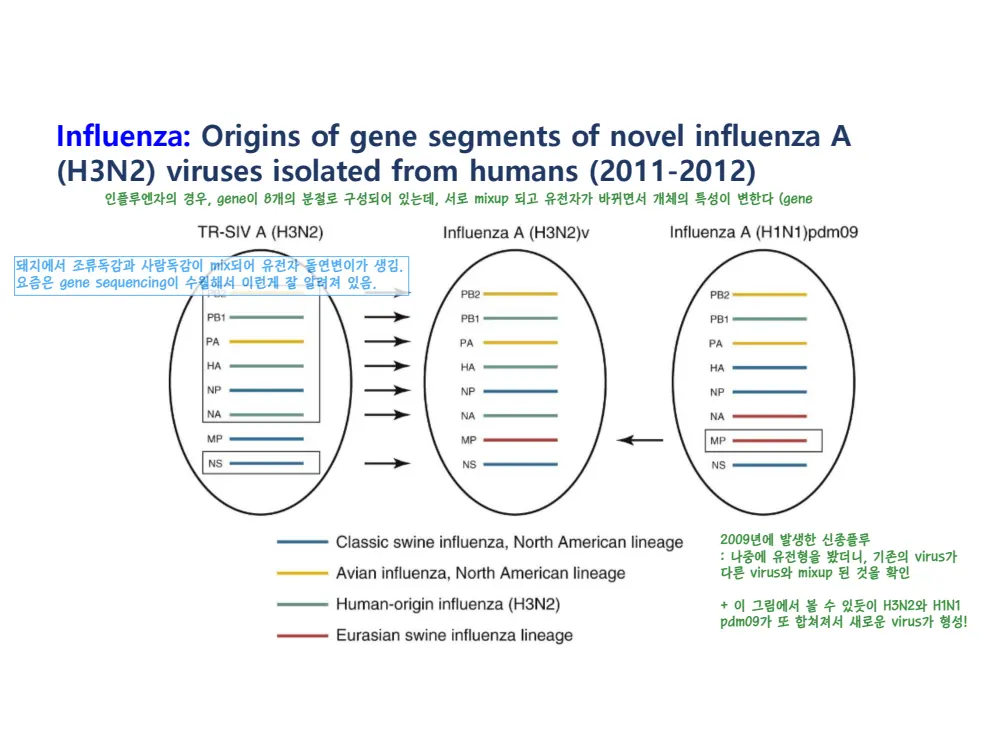 Influenza: Origins of gene segments of novel influenza A
(H3N2) viruses isolated from humans (2011-2012)
인플루엔자의 경우, gene이 8개의 분절로 구성되어 있는데, 서로 mixup 되고 유전자가 바뀌면서 개체의 특성이 변한다 (gene
TR-SIV A (H3N2)
Influenza A (H3N2)v
Influenza A (H1N1)pdm09
돼지에서 조류독감과 사람독감이 mix되어 유전자 돌연변이가 생김.
요즘은 gene sequencing이 수월해서 이런게 잘 알려져 있음.
PB2
PB1
PA
HA
NP
NA
MP
NS
PB2
PB1
PA
HA
NP
NA
MP
NS
PB2
PB1
PA
HA
NP
NA
MP
NS
Classic swine influenza, North American lineage
Avian influenza, North American lineage
Human-origin influenza (H3N2)
Eurasian swine influenza lineage
2009년에 발생한 신종플루
: 나중에 유전형을 봤더니, 기존의 virus가
다른 virus와 mixup 된 것을 확인
+ 이 그림에서 볼 수 있듯이 H3N2와 H1N1
pdm09가 또 합쳐져서 새로운 virus가 형성!